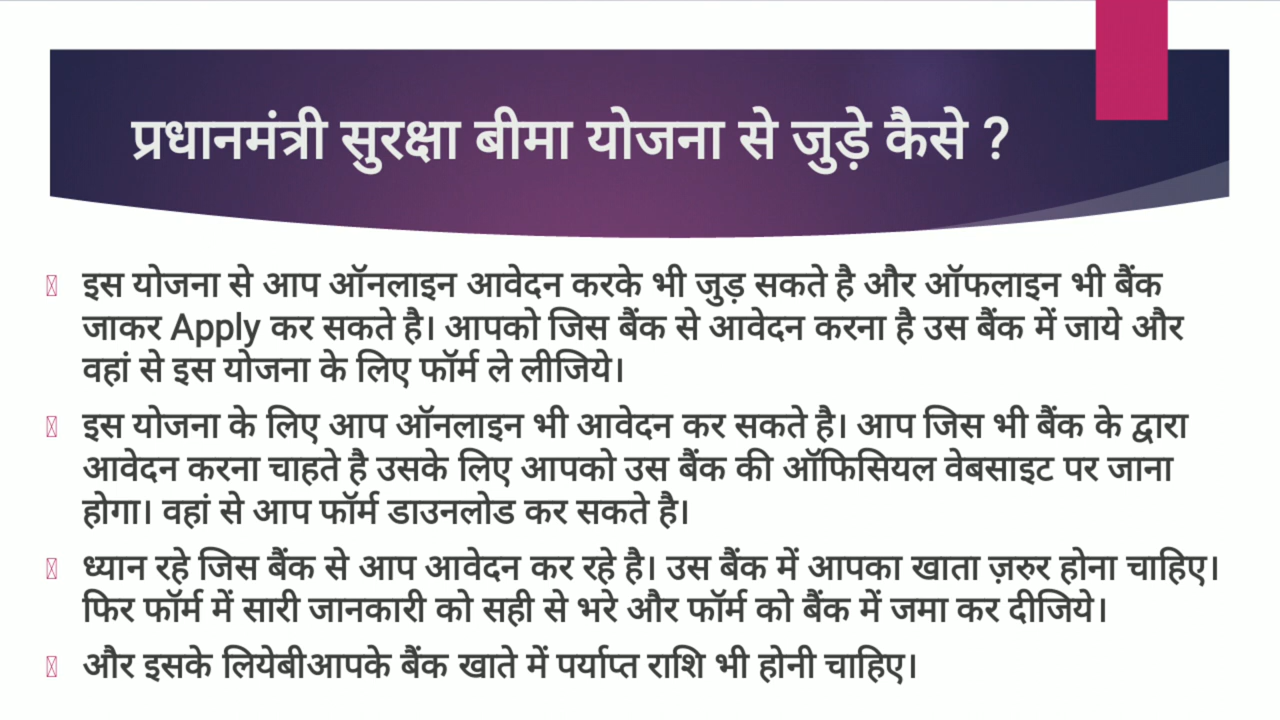 प्रधानमंत्री सुरक्षा बीमा योजना से जुड़े कैसे ?
इस योजना से आप ऑनलाइन आवेदन करके भी जुड़ सकते है और ऑफलाइन भी बैंक
जाकर Apply कर सकते है। आपको जिस बैंक से आवेदन करना है उस बैंक में जाये और
वहां से इस योजना के लिए फॉर्म ले लीजिये।
इस योजना के लिए आप ऑनलाइन भी आवेदन कर सकते है। आप जिस भी बैंक के द्वारा
आवेदन करना चाहते है उसके लिए आपको उस बैंक की ऑफिसियल वेबसाइट पर जाना
होगा। वहां से आप फॉर्म डाउनलोड कर सकते है।
ध्यान रहे जिस बैंक से आप आवेदन कर रहे है। उस बैंक में आपका खाता ज़रुर होना चाहिए।
फिर फॉर्म में सारी जानकारी को सही से भरे और फॉर्म को बैंक में जमा कर दीजिये।
और इसके लियेबीआपके बैंक खाते में पर्याप्त राशि भी होनी चाहिए।